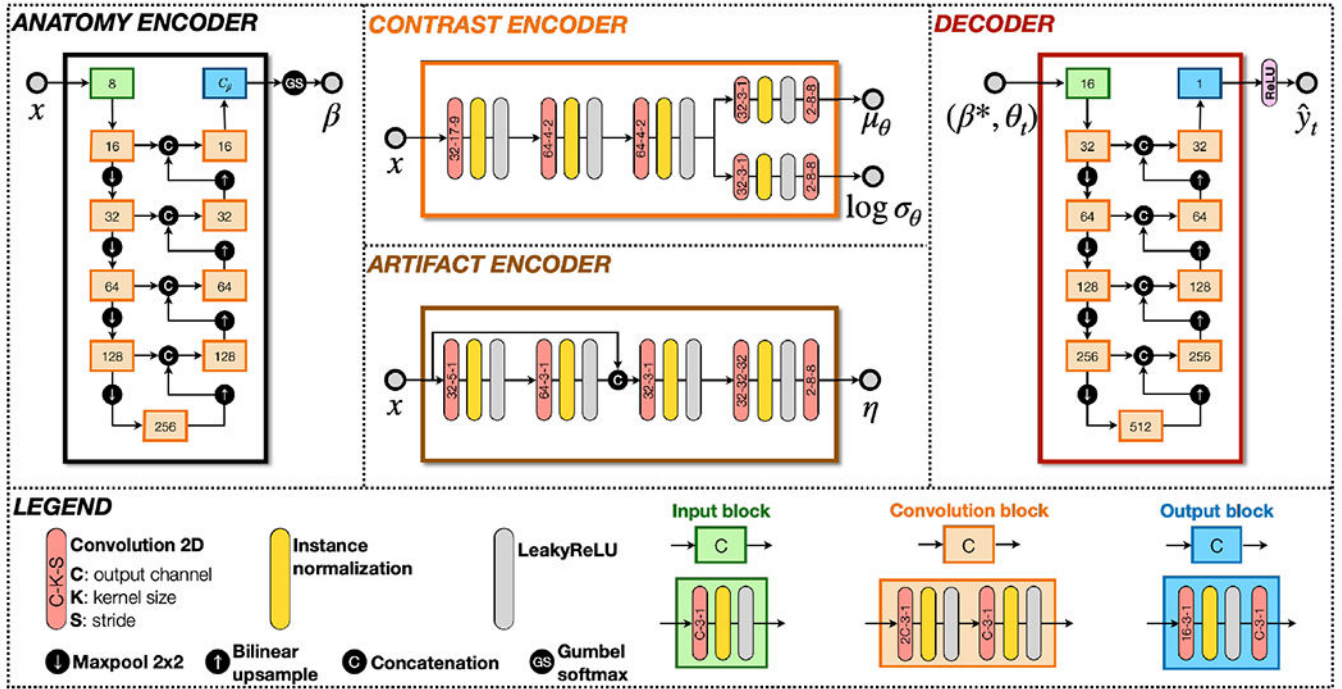 ANATOMY ENCODER
x
8
C_μ
GS
β
16
C
16
32
C
32
64
C
64
128
C
128
256
CONTRAST ENCODER
x
32-17-9
64-4-2
64-4-2
32-3-1
2-8-8
μ_θ
32-3-1
2-8-8
log σ_θ
ARTIFACT ENCODER
x
32-5-1
64-3-1
C
32-3-1
32-32-32
2-8-8
η
DECODER
(β*, θ_t)
16
1
ReLU
ŷ_t
32
C
32
64
C
64
128
C
128
256
C
256
512
LEGEND
C-K-S
Convolution 2D
C: output channel
K: kernel size
S: stride
Instance
normalization
LeakyReLU
Maxpool 2x2
Bilinear
upsample
C
Concatenation
GS
Gumbel
softmax
Input block
C
C-3-1
Convolution block
C
2C-3-1
C-3-1
Output block
C
16-3-1
C-3-1